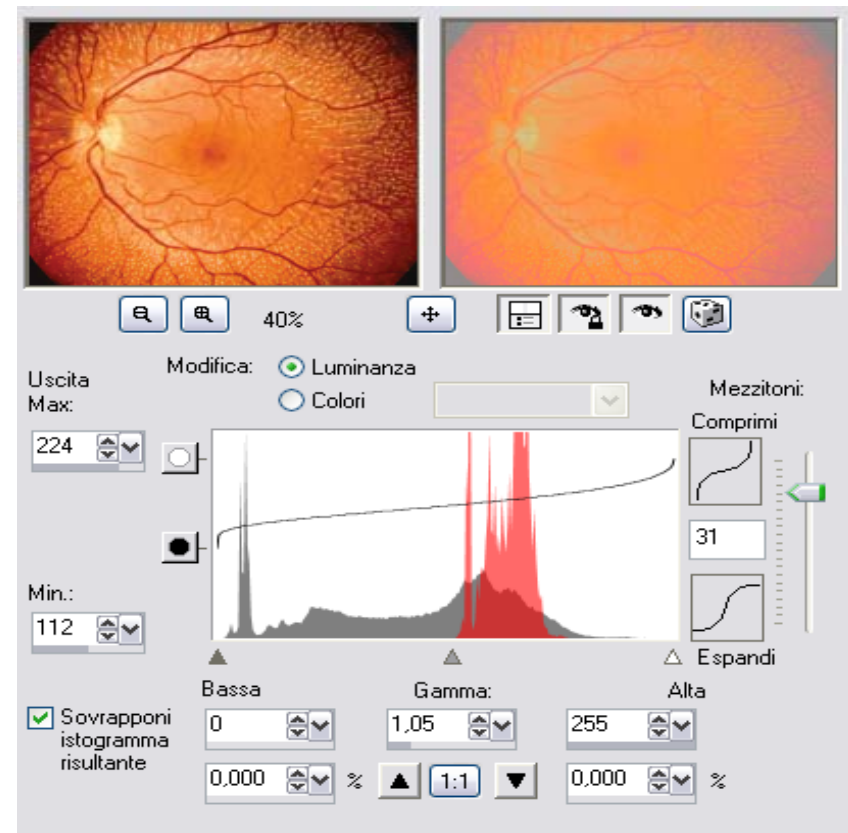 40%
Modifica:
Luminanza
Colori
Uscita
Max:
224
Mezzitoni:
Comprimi
31
Min.:
112
Espandi
Bassa
Gamma:
Alta
Sovrapponi
istogramma
risultante
0
1,05
255
0,000 %
1:1
0,000 %